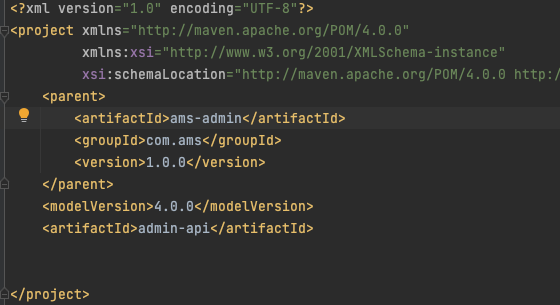 <?xml version="1.0" encoding="UTF-8"?>
<project xmlns="http://maven.apache.org/POM/4.0.0"
xmlns:xsi="http://www.w3.org/2001/XMLSchema-instance"
xsi:schemaLocation="http://maven.apache.org/POM/4.0.0 http:/
<parent>
<artifactId>ams-admin</artifactId>
<groupId>com.ams</groupId>
<version>1.0.0</version>
</parent>
<modelVersion>4.0.0</modelVersion>
<artifactId>admin-api</artifactId>
</project>